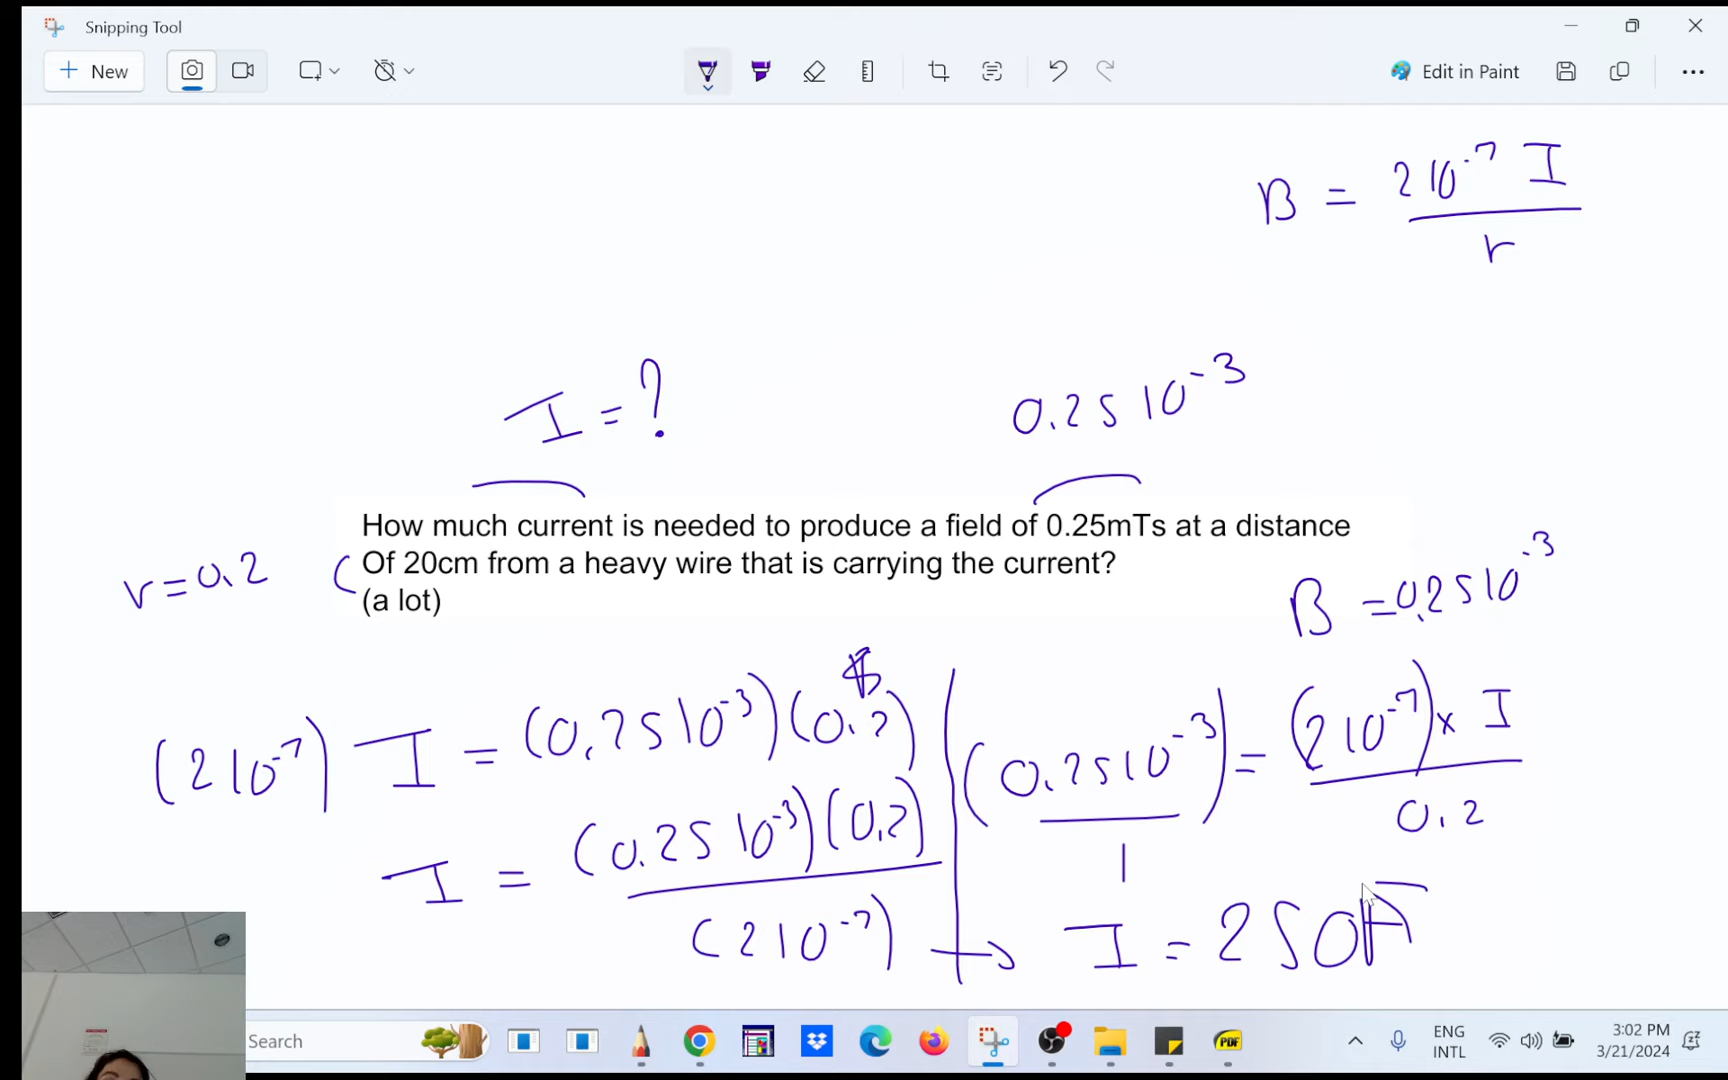 Snipping Tool
New
Edit in Paint
B = 2 10⁻⁷ I / r
I = ?
0.25 10⁻³
How much current is needed to produce a field of 0.25mTs at a distance
r = 0.2
Of 20cm from a heavy wire that is carrying the current?
(a lot)
B = 0.25 10⁻³
(2 10⁻⁷) I = (0.25 10⁻³)(0.2)
(0.25 10⁻³) / 1 = (2 10⁻⁷) × I / 0.2
I = (0.25 10⁻³)(0.2) / (2 10⁻⁷) →
I = 250A
Search
PDF
ENG
INTL
3:02 PM
3/21/2024